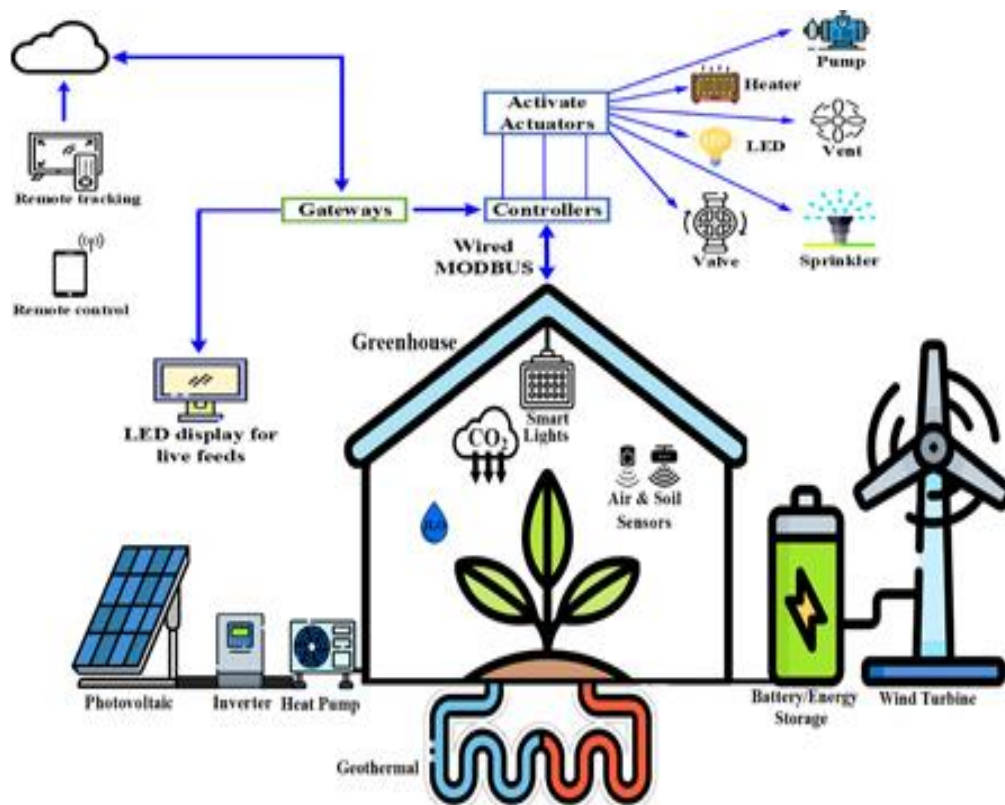 Pump
Heater
Activate
Actuators
LED
Vent
Remote tracking
Gateways
Controllers
Valve
Sprinkler
Wired
MODBUS
Remote control
Greenhouse
LED display for
live feeds
Smart
Lights
CO₂
Air & Soil
Sensors
H₂O
Photovoltaic
Inverter
Heat Pump
Battery/Energy
Storage
Wind Turbine
Geothermal